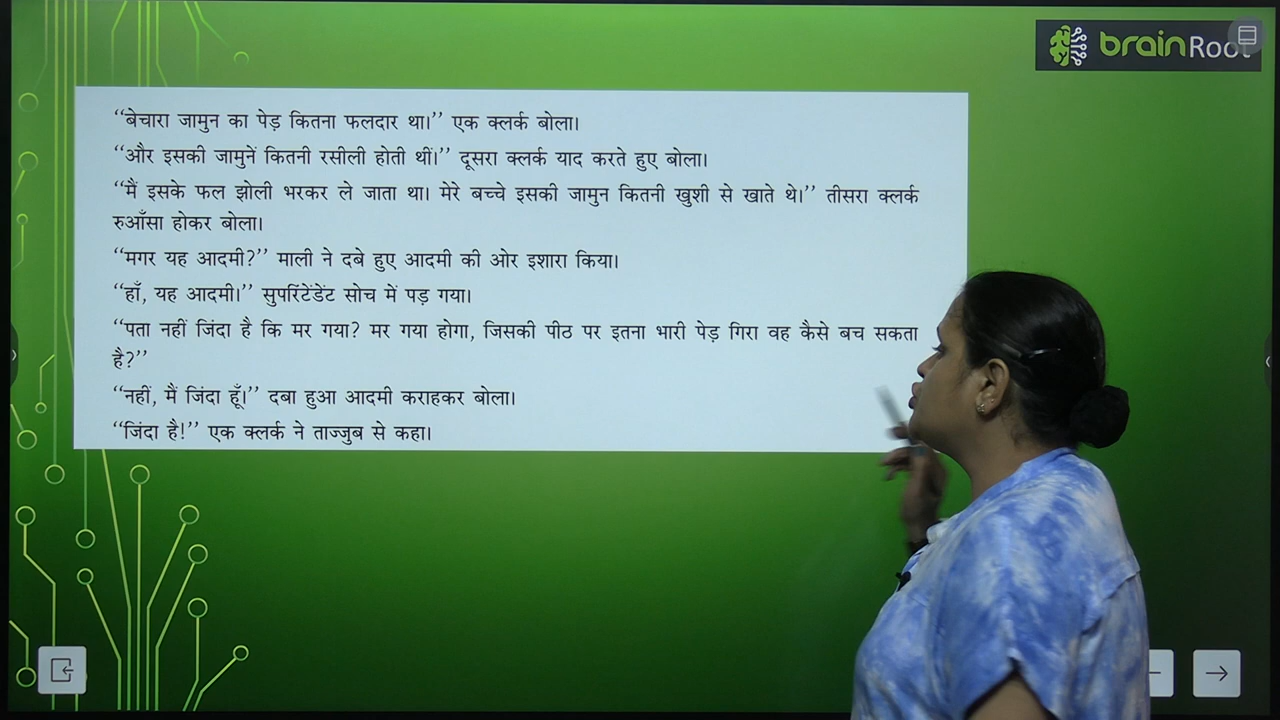 brainRoot
“बेचारा जामुन का पेड़ कितना फलदार था।” एक क्लर्क बोला।
“और इसकी जामुनें कितनी रसीली होती थीं।” दूसरा क्लर्क याद करते हुए बोला।
“मैं इसके फल झोली भरकर ले जाता था। मेरे बच्चे इसकी जामुन कितनी खुशी से खाते थे।” तीसरा क्लर्क
रुआँसा होकर बोला।
“मगर यह आदमी?” माली ने दबे हुए आदमी की ओर इशारा किया।
“हाँ, यह आदमी।” सुपरिंटेंडेंट सोच में पड़ गया।
“पता नहीं जिंदा है कि मर गया? मर गया होगा, जिसकी पीठ पर इतना भारी पेड़ गिरा वह कैसे बच सकता
है?”
“नहीं, मैं जिंदा हूँ।” दबा हुआ आदमी कराहकर बोला।
“जिंदा है!” एक क्लर्क ने ताज्जुब से कहा।